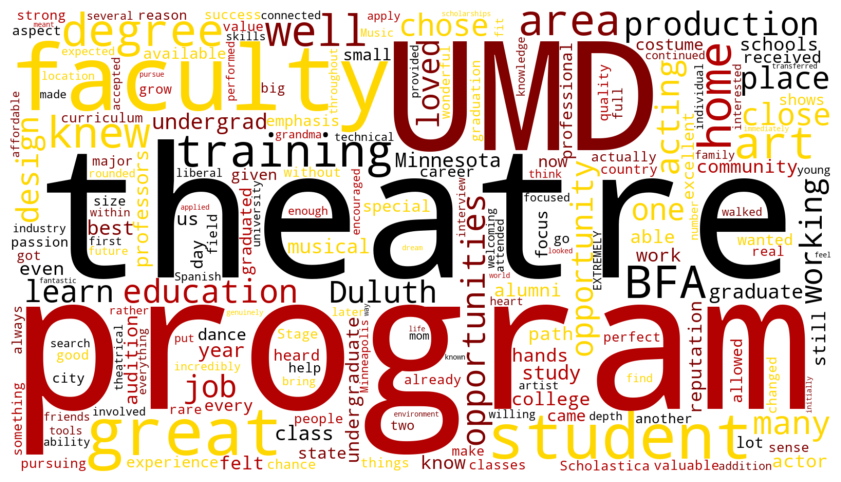 strong several reason success connected scholarships
aspect meant degree well value apply Music fit
faculty available skills chose area production
expected small UMD loved provided wonderful costume schools
location accepted grow performed big throughout graduation professional knowledge quality full continued received transferred
made pursue curriculum undergrad emphasis acting individual home interested place
affordable knew grandma technical excellent close shows
design training Minnesota now actually art immediately
major rounded liberal given without career think country family community young
theatre
size professors applied graduated university enough encouraged special interview welcoming attended focused one number walked working
industry within us field focus opportunity wanted
passion best day musical dream go able real feel
got first future Spanish looked EXTREMELY work
even fantastic world BFA
learn education Duluth opportunities alumni heart graduate
program
always rather genuinely Stage later way path still
search audition put dance mom life perfect reputation allowed
good theatrical everything year heard Minneapolis known hands changed
city incredibly help undergraduate already study artist find initially
something job bring college
friends involved rare every people environment willing came depth another many
great class two student
tools state make lot sense
ability felt things know classes actor
pursuing experience chance Scholastica valuable addition